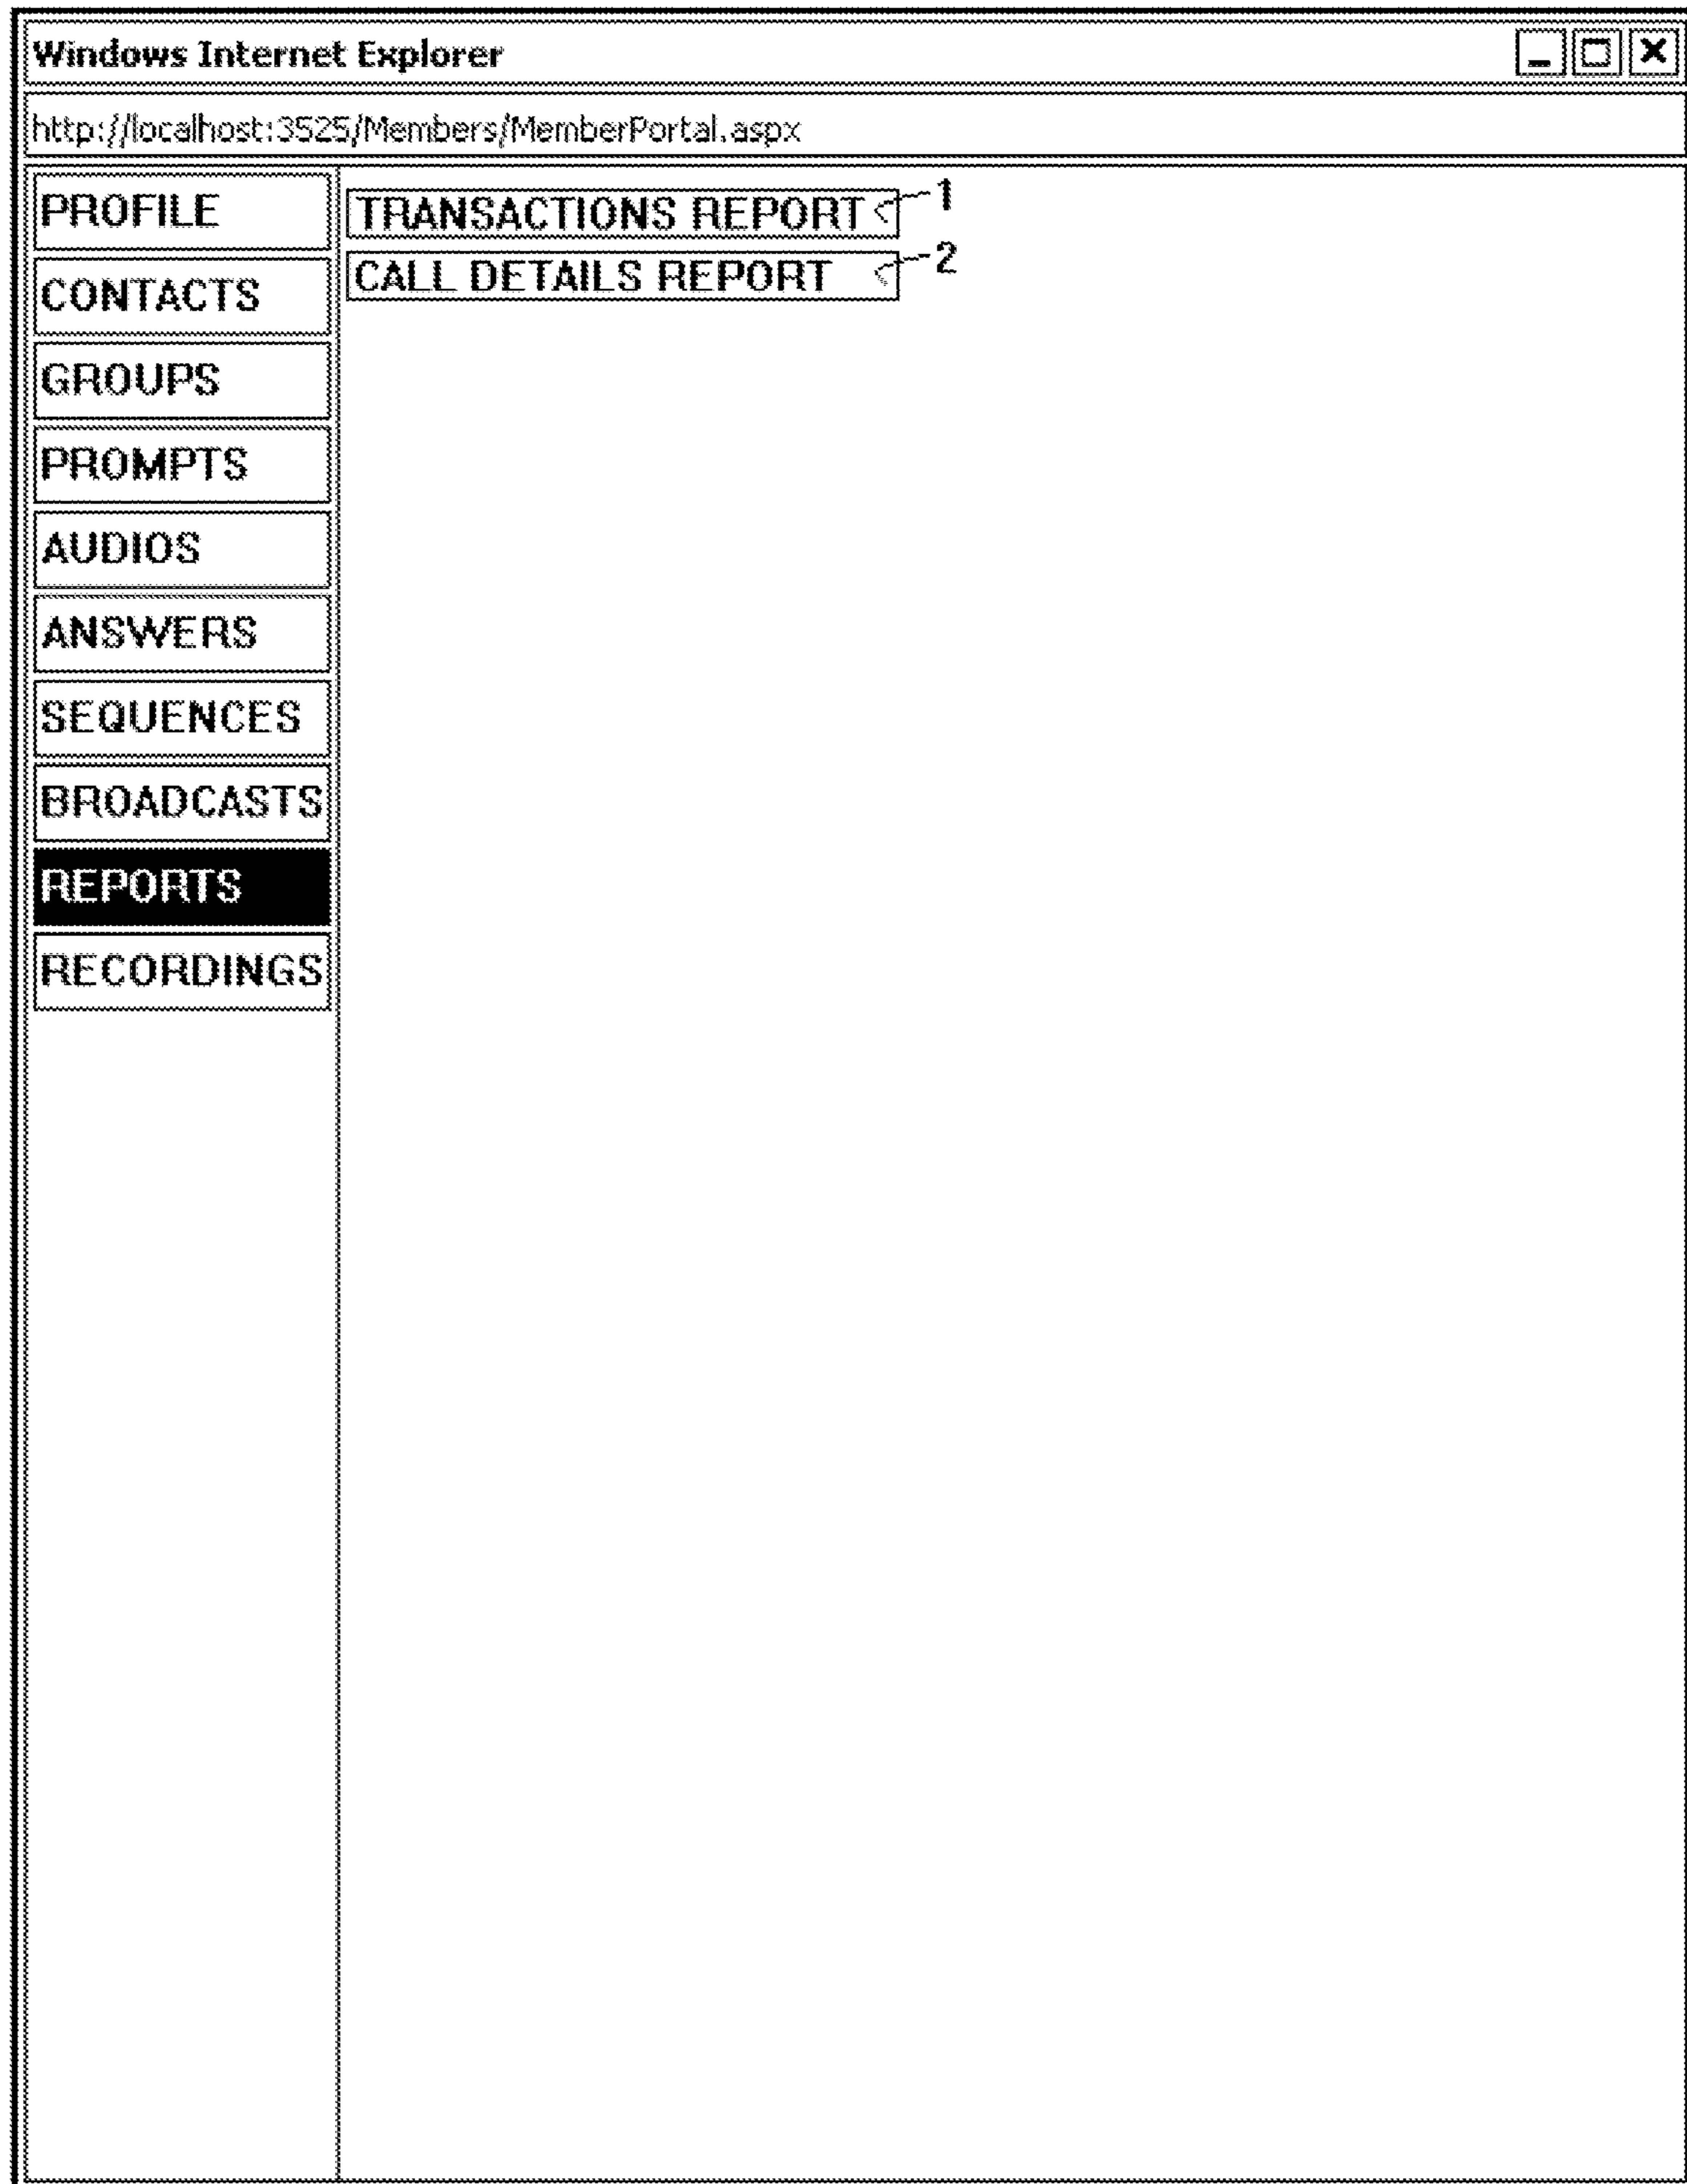 Windows Internet Explorer
http://localhost:3525/Members/MemberPortal.aspx
PROFILE
CONTACTS
GROUPS
PROMPTS
AUDIOS
ANSWERS
SEQUENCES
BROADCASTS
REPORTS
RECORDINGS
TRANSACTIONS REPORT 1
CALL DETAILS REPORT 2